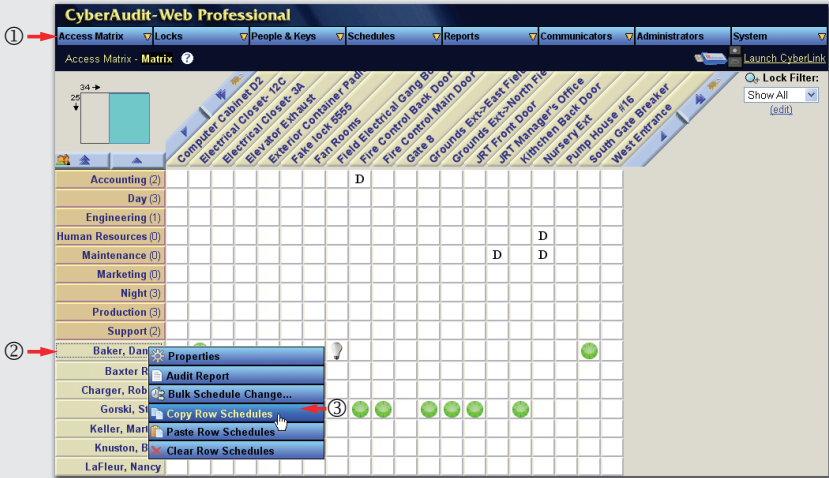 CyberAudit-Web Professional
① Access Matrix Locks People & Keys Schedules Reports Communicators Administrators System
Access Matrix - Matrix ? Launch CyberLink
Lock Filter:
Show All
(edit)
34
25
Computer Cabinet D2
Electrical Closet- 12C
Electrical Closet- 3A
Elevator Exhaust
Exterior Container Padl
Fake lock 5555
Fan Rooms
Field Electrical Gang Bo
Fire Control Back Door
Fire Control Main Door
Gate 8
Grounds Ext->East Fiel
Grounds Ext->North Fie
JRT Front Door
JRT Manager's Office
Kithchen Back Door
Nursery Ext
Pump House #16
South Gate Breaker
West Entrance
Accounting (2) D
Day (3)
Engineering (1)
Human Resources (0) D
Maintenance (0) D D
Marketing (0)
Night (3)
Production (3)
Support (2)
② Baker, Dan
Properties
Baxter R
Audit Report
Charger, Rob
Bulk Schedule Change...
Gorski, S
Copy Row Schedules ③
Keller, Mart
Paste Row Schedules
Knuston, B
Clear Row Schedules
LaFleur, Nancy